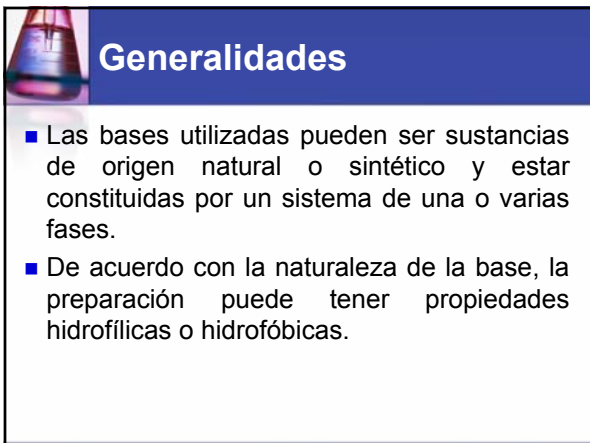 Generalidades
Las bases utilizadas pueden ser sustancias
de origen natural o sintético y estar
constituidas por un sistema de una o varias
fases.
De acuerdo con la naturaleza de la base, la
preparación puede tener propiedades
hidrofílicas o hidrofóbicas.